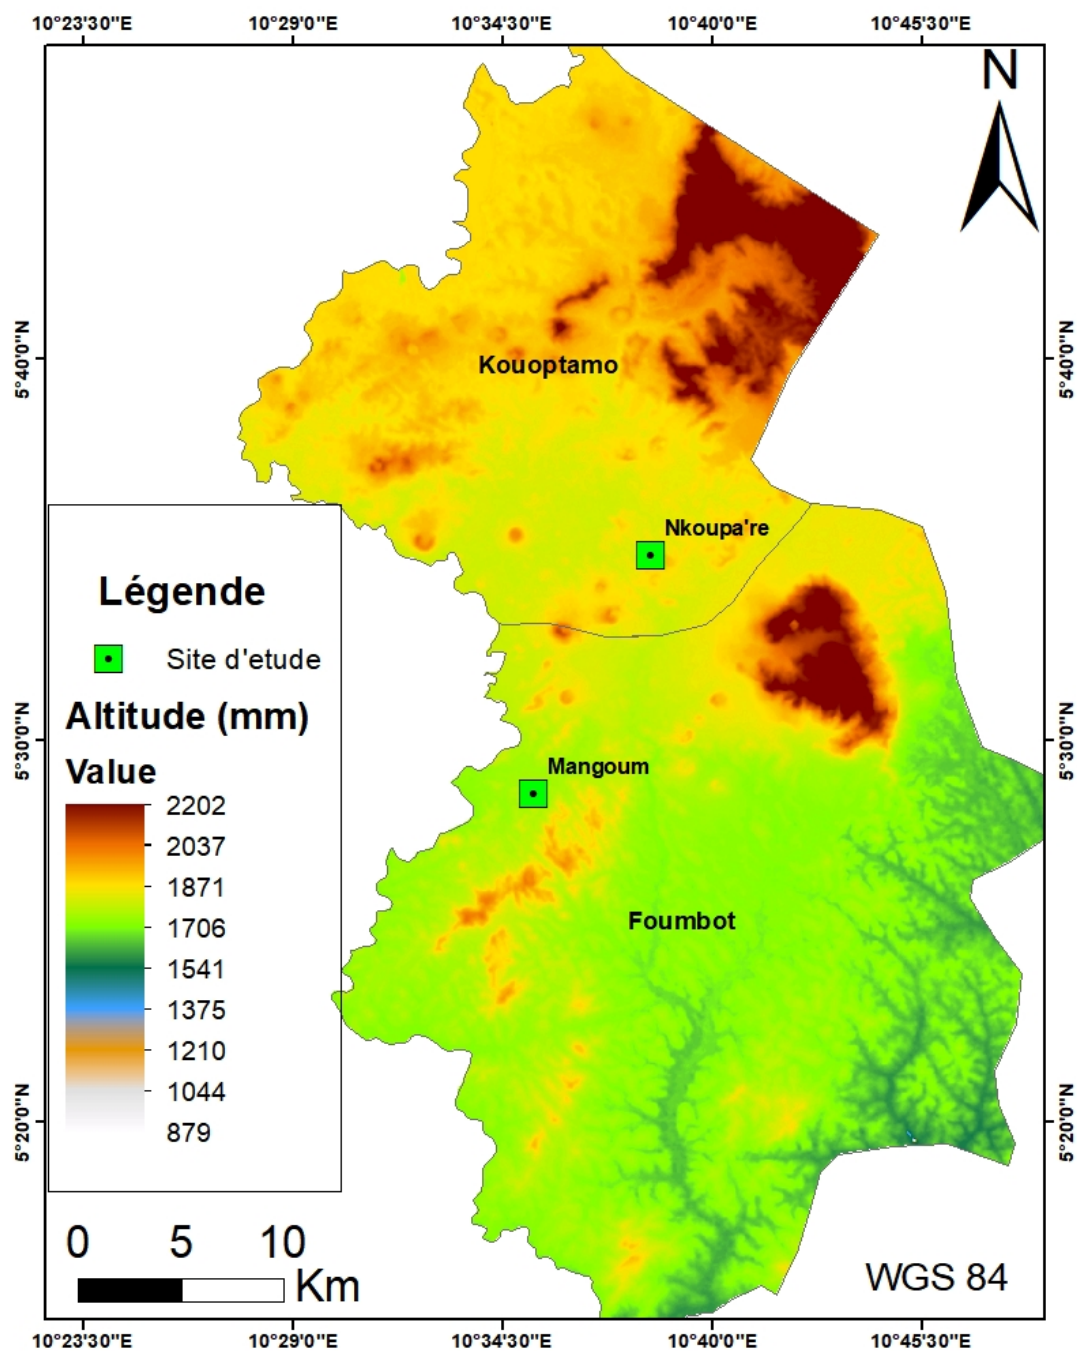 10°23'30"E 10°29'0"E 10°34'30"E 10°40'0"E 10°45'30"E
N
5°40'0"N
Kouoptamo
5°40'0"N
Nkoupa're
Légende
Site d'etude
Altitude (mm)
Value
2202
2037
1871
1706
1541
1375
1210
1044
879
5°30'0"N
5°30'0"N
Mangoum
Foumbot
5°20'0"N
5°20'0"N
0 5 10
Km
WGS 84
10°23'30"E 10°29'0"E 10°34'30"E 10°40'0"E 10°45'30"E